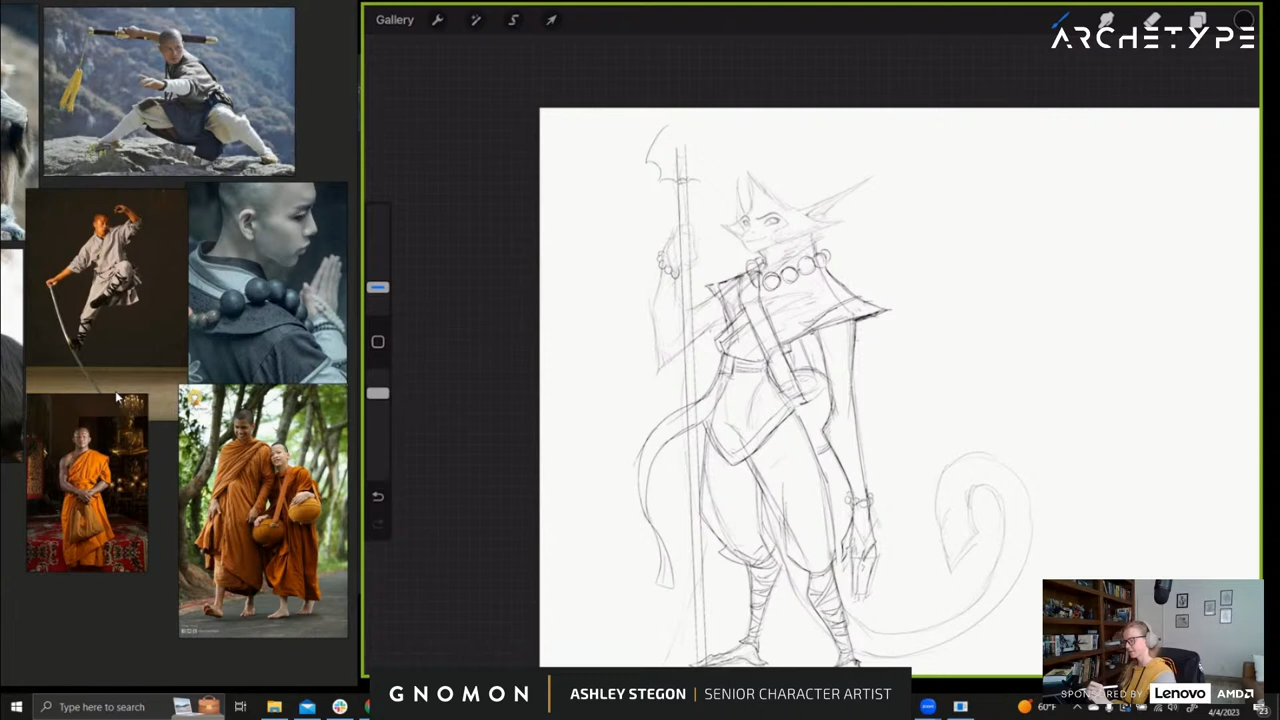 Gallery
ARCHETYPE
GNOMON
ASHLEY STEGON | SENIOR CHARACTER ARTIST
SPONSORED BY Lenovo AMD
Type here to search
60°F
4/4/2023
23